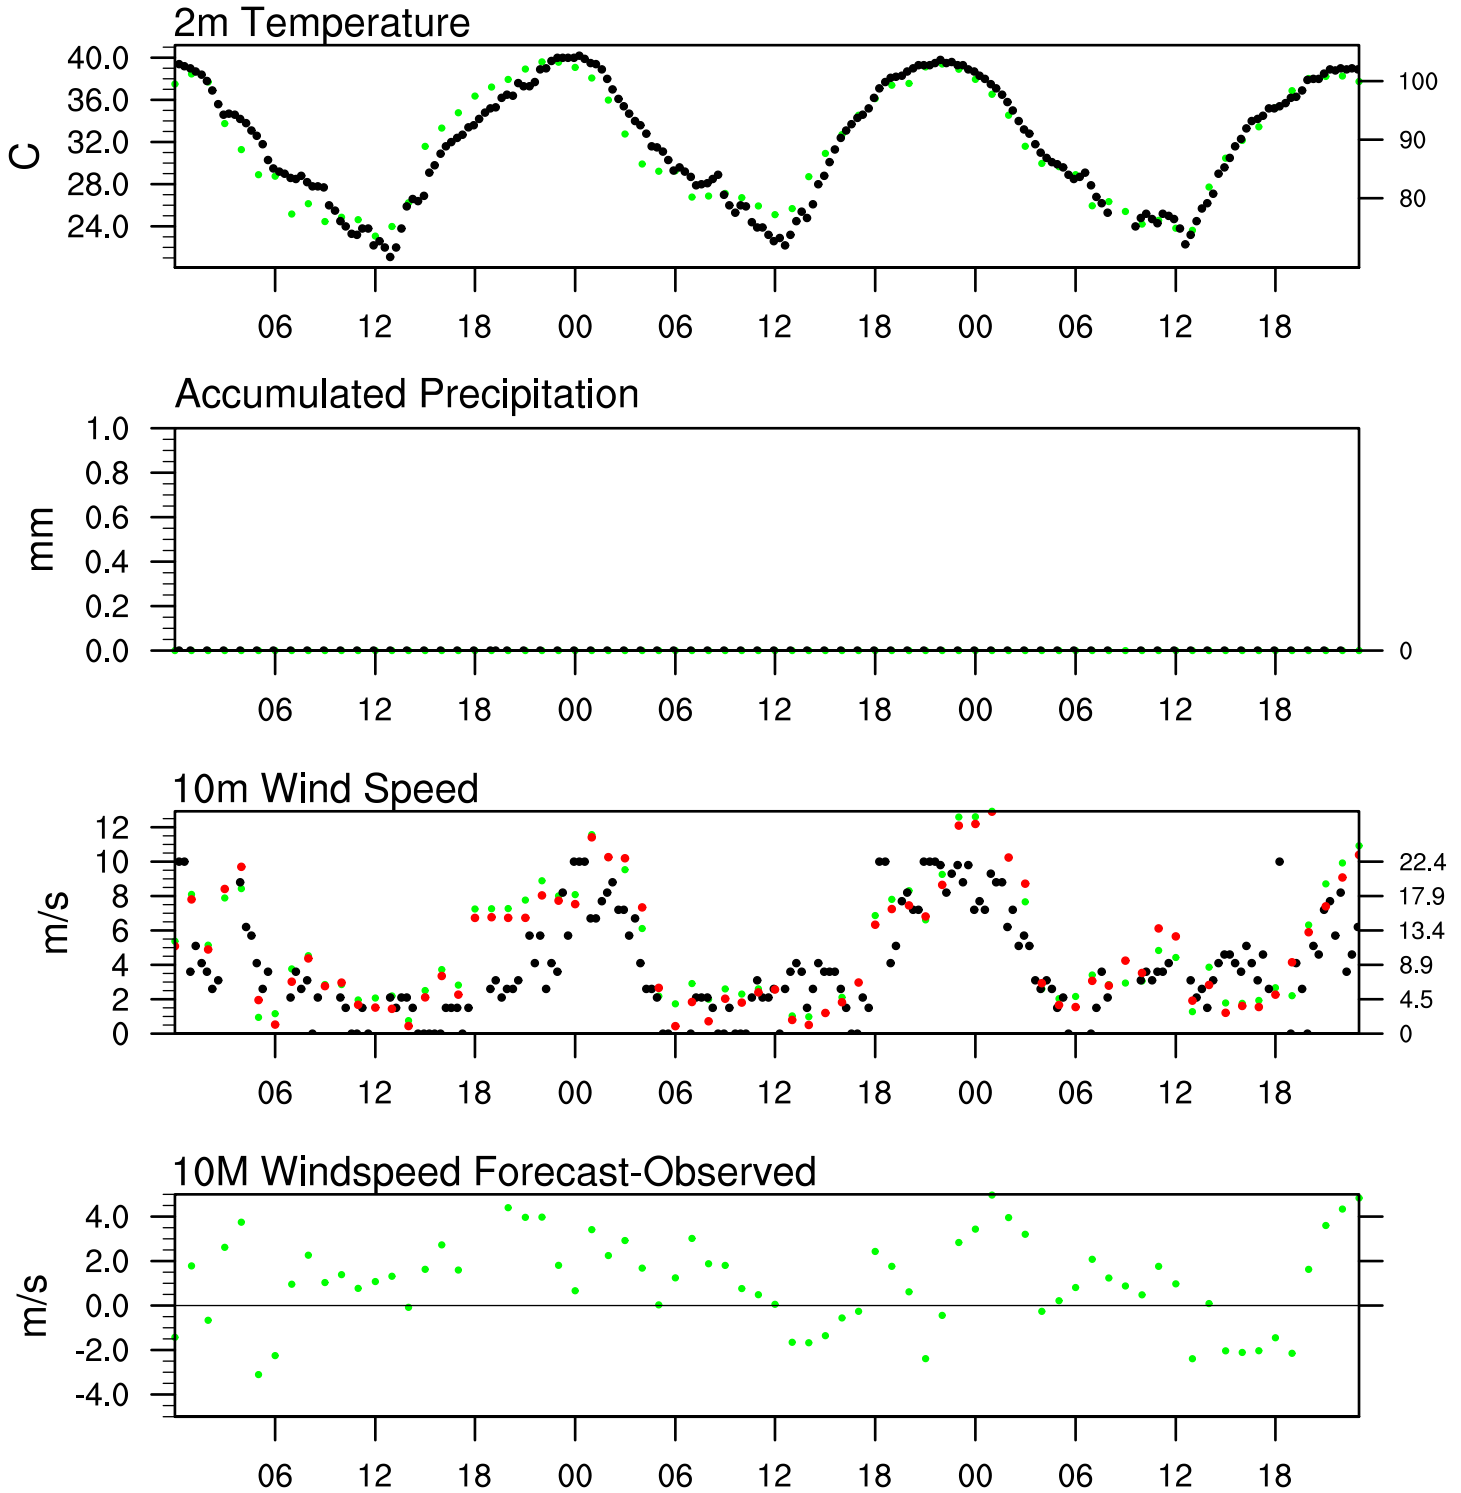 2m Temperature
40.0
36.0
32.0
28.0
24.0
C
100
90
80
06 12 18 00 06 12 18 00 06 12 18
Accumulated Precipitation
1.0
0.8
0.6
0.4
0.2
0.0
mm
0
06 12 18 00 06 12 18 00 06 12 18
10m Wind Speed
12
10
8
6
4
2
0
m/s
22.4
17.9
13.4
8.9
4.5
0
06 12 18 00 06 12 18 00 06 12 18
10M Windspeed Forecast-Observed
4.0
2.0
0.0
-2.0
-4.0
m/s
06 12 18 00 06 12 18 00 06 12 18